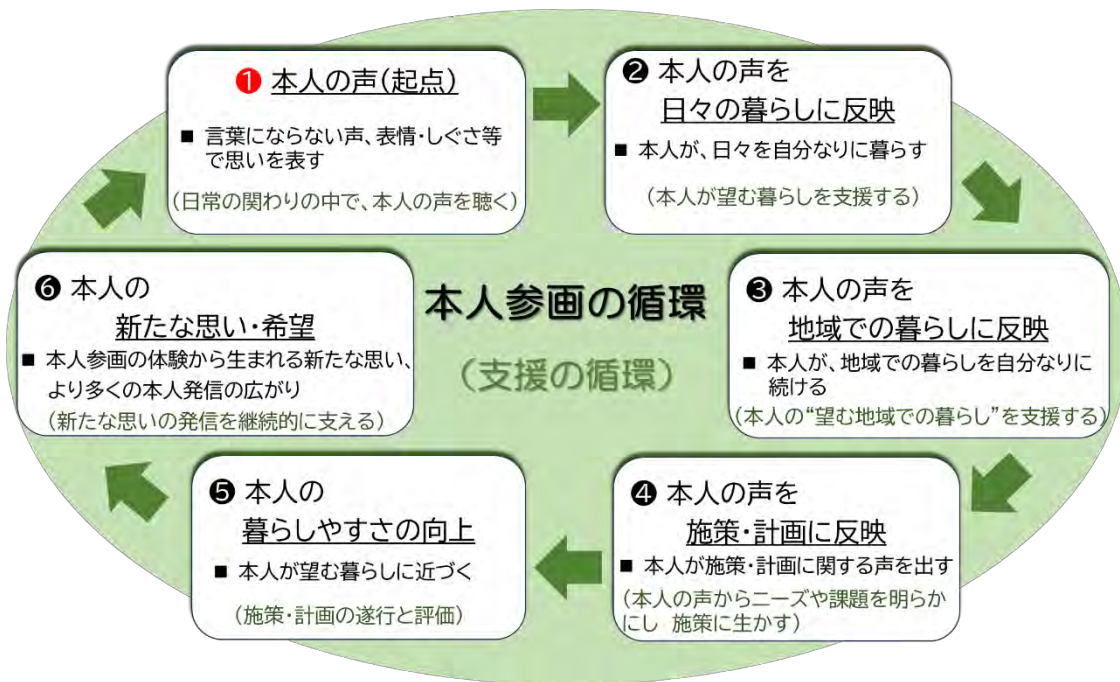 ❶ 本人の声(起点)
■ 言葉にならない声、表情・しぐさ等
で思いを表す
(日常の関わりの中で、本人の声を聴く)
❷ 本人の声を
日々の暮らしに反映
■ 本人が、日々を自分なりに暮らす
(本人が望む暮らしを支援する)
❸ 本人の声を
地域での暮らしに反映
■ 本人が、地域での暮らしを自分なりに
続ける
(本人の“望む地域での暮らし”を支援する)
❹ 本人の声を
施策・計画に反映
■ 本人が施策・計画に関する声を出す
(本人の声からニーズや課題を明らか
にし 施策に生かす)
❺ 本人の
暮らしやすさの向上
■ 本人が望む暮らしに近づく
(施策・計画の遂行と評価)
❻ 本人の
新たな思い・希望
■ 本人参画の体験から生まれる新たな思い、
より多くの本人発信の広がり
(新たな思いの発信を継続的に支える)
本人参画の循環
(支援の循環)